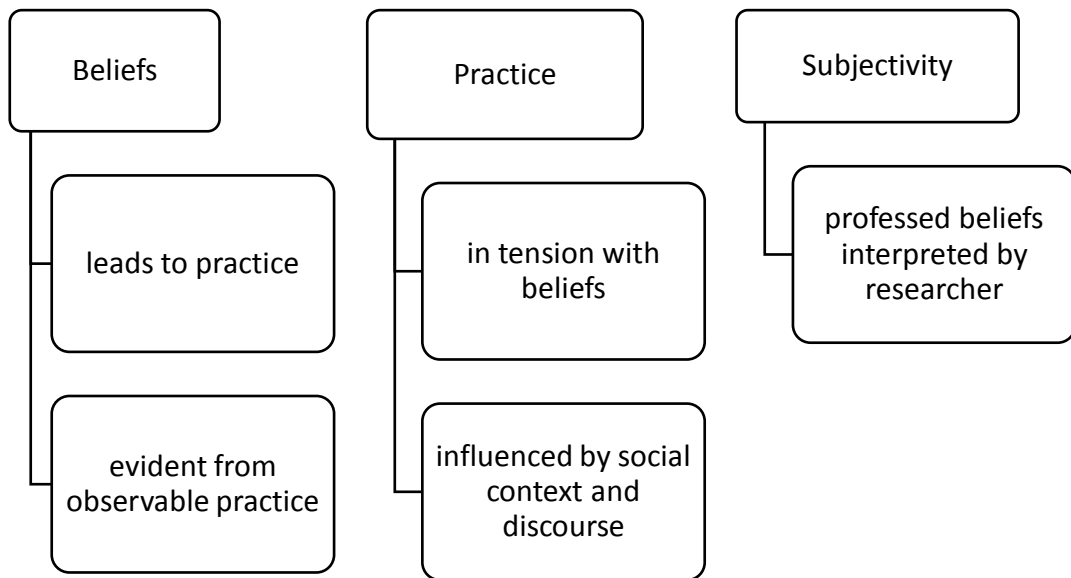 Beliefs
leads to practice
evident from
observable practice
Practice
in tension with
beliefs
influenced by social
context and
discourse
Subjectivity
professed beliefs
interpreted by
researcher